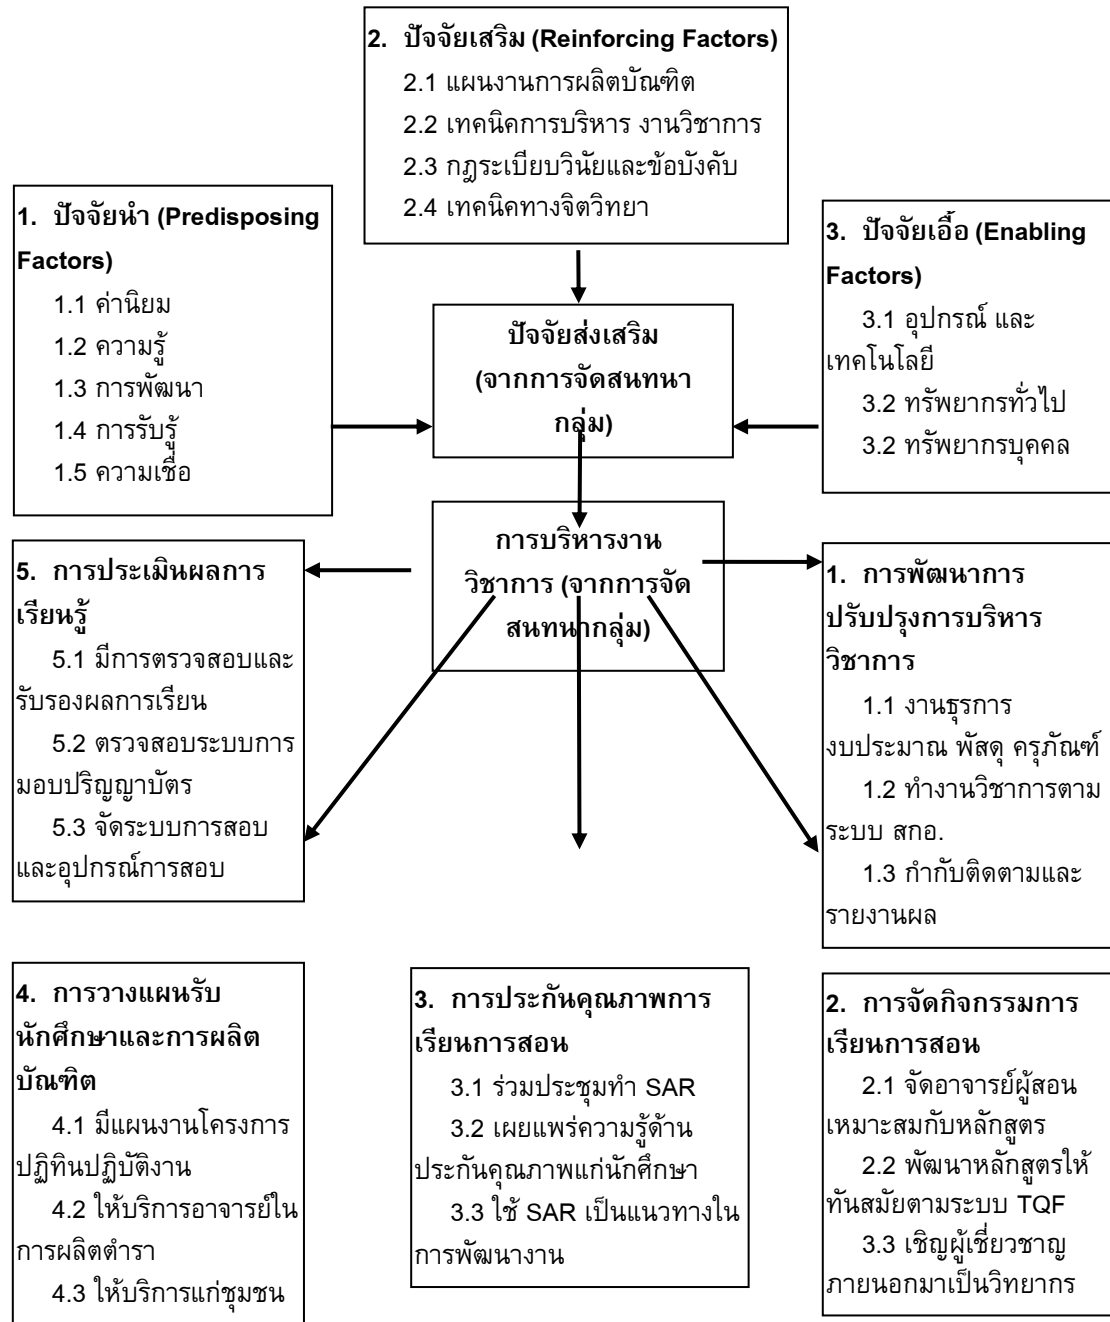 2. ปัจจัยเสริม (Reinforcing Factors)
2.1 แผนงานการผลิตบัณฑิต
2.2 เทคนิคการบริหาร งานวิชาการ
2.3 กฎระเบียบวินัยและข้อบังคับ
2.4 เทคนิคทางจิตวิทยา
1. ปัจจัยนำ (Predisposing
Factors)
1.1 ค่านิยม
1.2 ความรู้
1.3 การพัฒนา
1.4 การรับรู้
1.5 ความเชื่อ
ปัจจัยส่งเสริม
(จากการจัดสนทนา
กลุ่ม)
3. ปัจจัยเอื้อ (Enabling
Factors)
3.1 อุปกรณ์ และ
เทคโนโลยี
3.2 ทรัพยากรทั่วไป
3.2 ทรัพยากรบุคคล
การบริหารงาน
วิชาการ (จากการจัด
สนทนากลุ่ม)
5. การประเมินผลการ
เรียนรู้
5.1 มีการตรวจสอบและ
รับรองผลการเรียน
5.2 ตรวจสอบระบบการ
มอบปริญญาบัตร
5.3 จัดระบบการสอบ
และอุปกรณ์การสอบ
1. การพัฒนาการ
ปรับปรุงการบริหาร
วิชาการ
1.1 งานธุรการ
งบประมาณ พัสดุ ครุภัณฑ์
1.2 ทำงานวิชาการตาม
ระบบ สกอ.
1.3 กำกับติดตามและ
รายงานผล
4. การวางแผนรับ
นักศึกษาและการผลิต
บัณฑิต
4.1 มีแผนงานโครงการ
ปฏิทินปฏิบัติงาน
4.2 ให้บริการอาจารย์ใน
การผลิตตำรา
4.3 ให้บริการแก่ชุมชน
3. การประกันคุณภาพการ
เรียนการสอน
3.1 ร่วมประชุมทำ SAR
3.2 เผยแพร่ความรู้ด้าน
ประกันคุณภาพแก่นักศึกษา
3.3 ใช้ SAR เป็นแนวทางใน
การพัฒนางาน
2. การจัดกิจกรรมการ
เรียนการสอน
2.1 จัดอาจารย์ผู้สอน
เหมาะสมกับหลักสูตร
2.2 พัฒนาหลักสูตรให้
ทันสมัยตามระบบ TQF
3.3 เชิญผู้เชี่ยวชาญ
ภายนอกมาเป็นวิทยากร